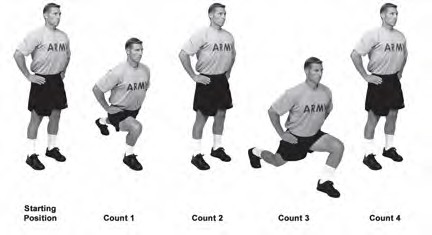 ARMY
ARMY
ARMY
ARMY
ARMY
Starting
Position
Count 1
Count 2
Count 3
Count 4